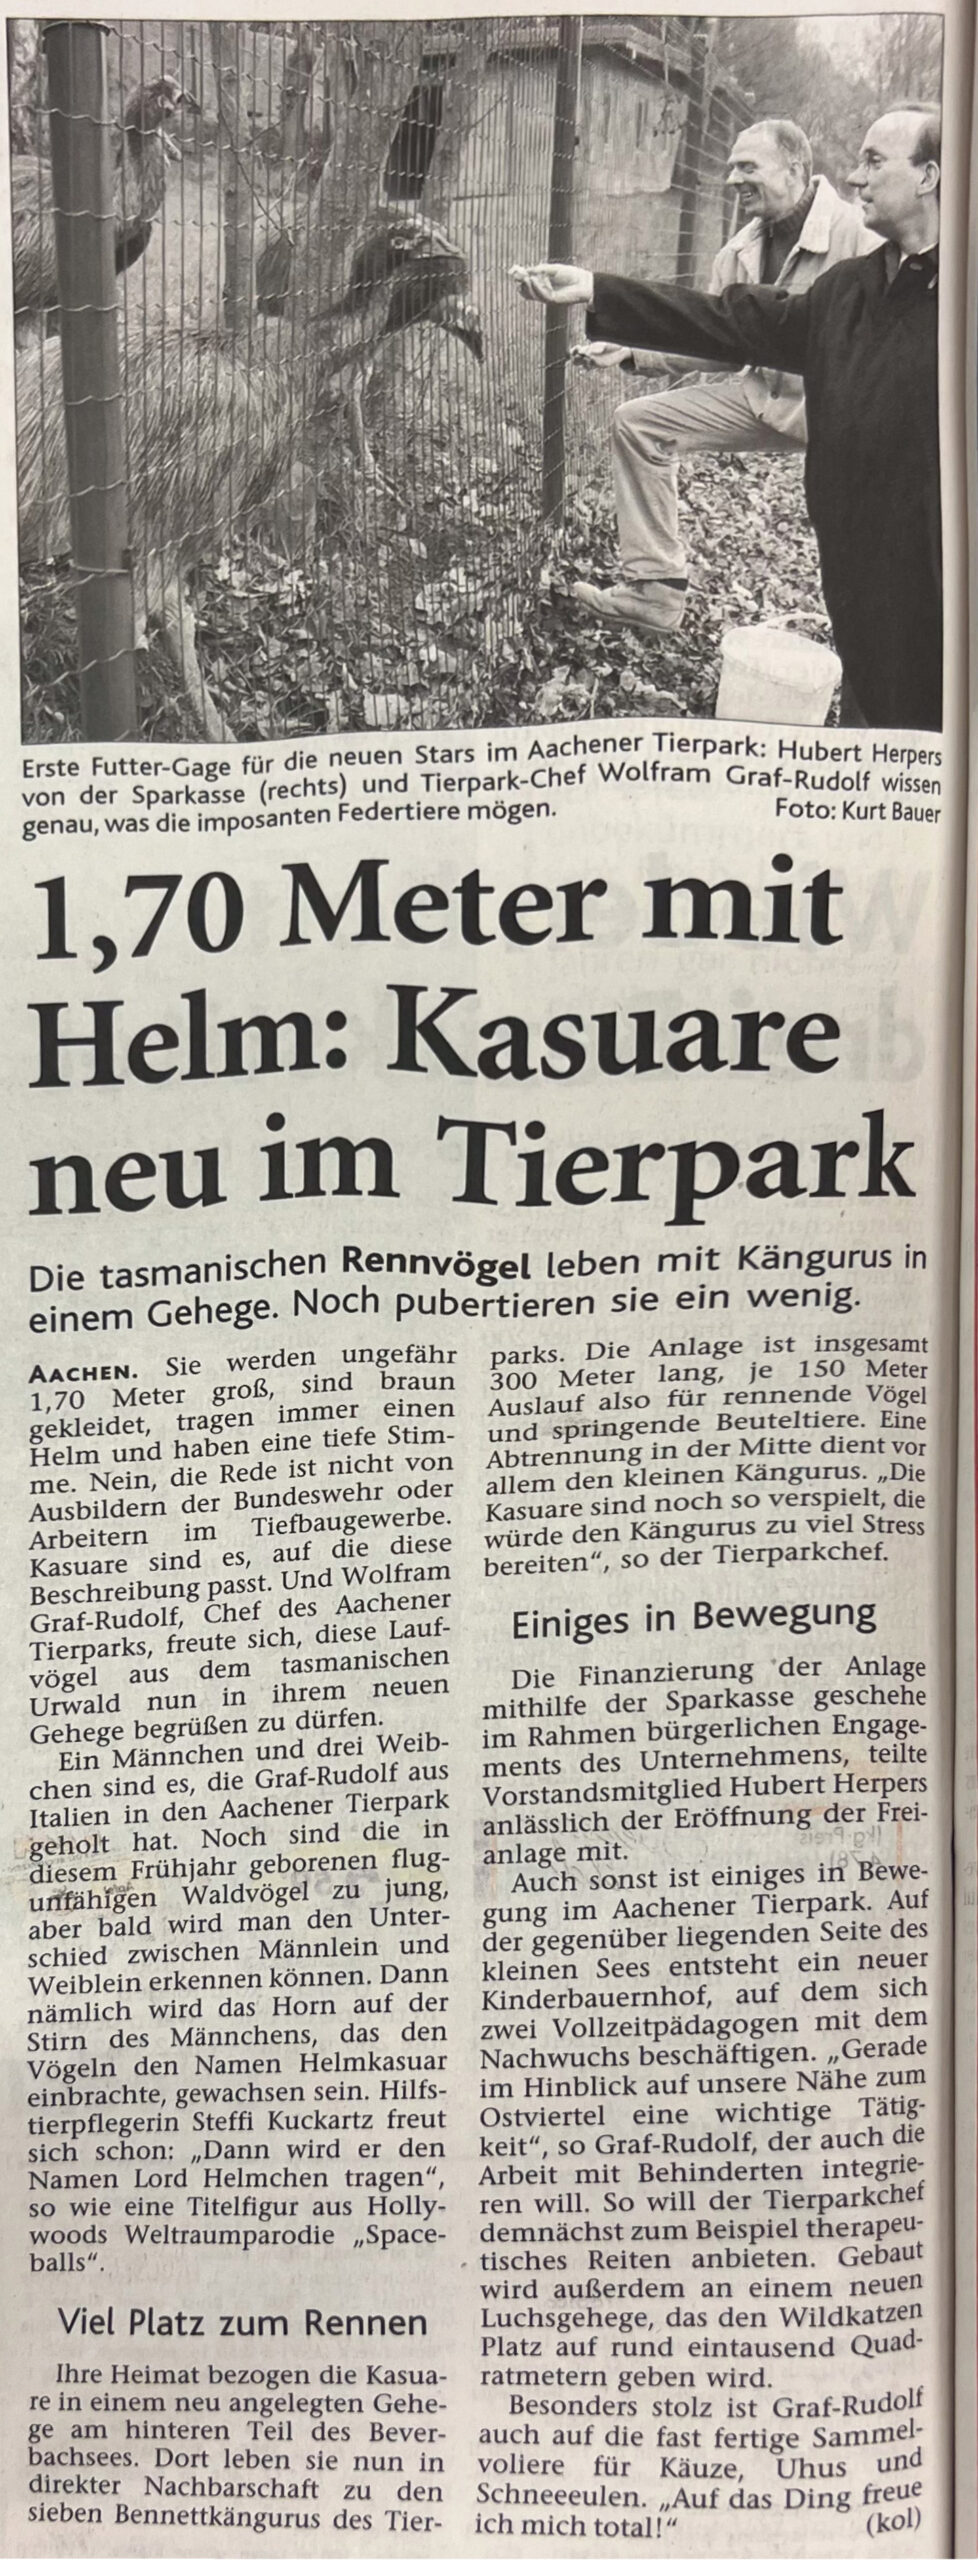 Erste Futter-Gage für die neuen Stars im Aachener Tierpark: Hubert Herpers
von der Sparkasse (rechts) und Tierpark-Chef Wolfram Graf-Rudolf wissen
genau, was die imposanten Federtiere mögen. Foto: Kurt Bauer
1,70 Meter mit
Helm: Kasuare
neu im Tierpark
Die tasmanischen Rennvögel leben mit Kängurus in
einem Gehege. Noch pubertieren sie ein wenig.
AACHEN. Sie werden ungefähr
1,70 Meter groß, sind braun
gekleidet, tragen immer einen
Helm und haben eine tiefe Stim-
me. Nein, die Rede ist nicht von
Ausbildern der Bundeswehr oder
Arbeitern im Tiefbaugewerbe.
Kasuare sind es, auf die diese
Beschreibung passt. Und Wolfram
Graf-Rudolf, Chef des Aachener
Tierparks, freute sich, diese Lauf-
vögel aus dem tasmanischen
Urwald nun in ihrem neuen
Gehege begrüßen zu dürfen.
Ein Männchen und drei Weib-
chen sind es, die Graf-Rudolf aus
Italien in den Aachener Tierpark
geholt hat. Noch sind die in
diesem Frühjahr geborenen flug-
unfähigen Waldvögel zu jung,
aber bald wird man den Unter-
schied zwischen Männlein und
Weiblein erkennen können. Dann
nämlich wird das Horn auf der
Stirn des Männchens, das den
Vögeln den Namen Helmkasuar
einbrachte, gewachsen sein. Hilfs-
tierpflegerin Steffi Kuckartz freut
sich schon: „Dann wird er den
Namen Lord Helmchen tragen“,
so wie eine Titelfigur aus Holly-
woods Weltraumparodie „Space-
balls“.
Viel Platz zum Rennen
Ihre Heimat bezogen die Kasua-
re in einem neu angelegten Gehe-
ge am hinteren Teil des Bever-
bachsees. Dort leben sie nun in
direkter Nachbarschaft zu den
sieben Bennettkängurus des Tier-
parks. Die Anlage ist insgesamt
300 Meter lang, je 150 Meter
Auslauf also für rennende Vögel
und springende Beuteltiere. Eine
Abtrennung in der Mitte dient vor
allem den kleinen Kängurus. „Die
Kasuare sind noch so verspielt, die
würde den Kängurus zu viel Stress
bereiten“, so der Tierparkchef.
Einiges in Bewegung
Die Finanzierung der Anlage
mithilfe der Sparkasse geschehe
im Rahmen bürgerlichen Engage-
ments des Unternehmens, teilte
Vorstandsmitglied Hubert Herpers
anlässlich der Eröffnung der Frei-
anlage mit.
Auch sonst ist einiges in Bewe-
gung im Aachener Tierpark. Auf
der gegenüber liegenden Seite des
kleinen Sees entsteht ein neuer
Kinderbauernhof, auf dem sich
zwei Vollzeitpädagogen mit dem
Nachwuchs beschäftigen. „Gerade
im Hinblick auf unsere Nähe zum
Ostviertel eine wichtige Tätig-
keit“, so Graf-Rudolf, der auch die
Arbeit mit Behinderten integrie-
ren will. So will der Tierparkchef
demnächst zum Beispiel therapeu-
tisches Reiten anbieten. Gebaut
wird außerdem an einem neuen
Luchsgehege, das den Wildkatzen
Platz auf rund eintausend Quad-
ratmetern geben wird.
Besonders stolz ist Graf-Rudolf
auch auf die fast fertige Sammel-
voliere für Käuze, Uhus und
Schneeeulen. „Auf das Ding freue
ich mich total!“ (kol)